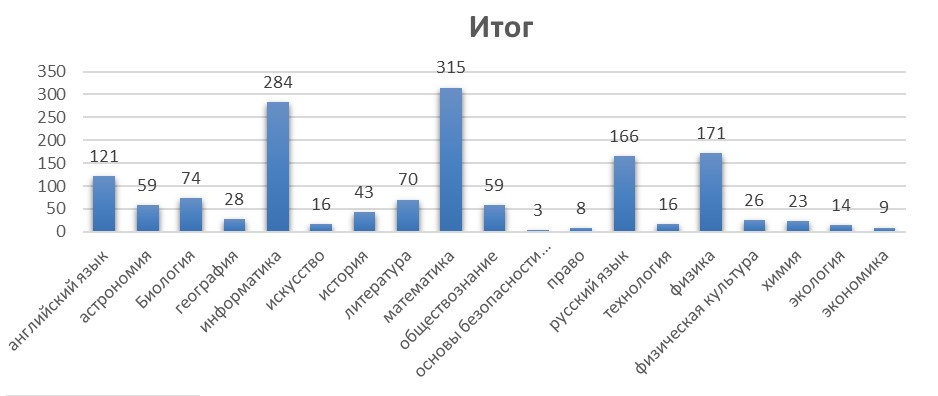 Итог
350
300
250
200
150
100
50
0
121
59
74
28
284
16
43
70
315
59
3
8
166
16
171
26
23
14
9
английский язык
астрономия
Биология
география
информатика
искусство
история
литература
математика
обществознание
основы безопасности...
право
русский язык
технология
физика
физическая культура
химия
экология
экономика